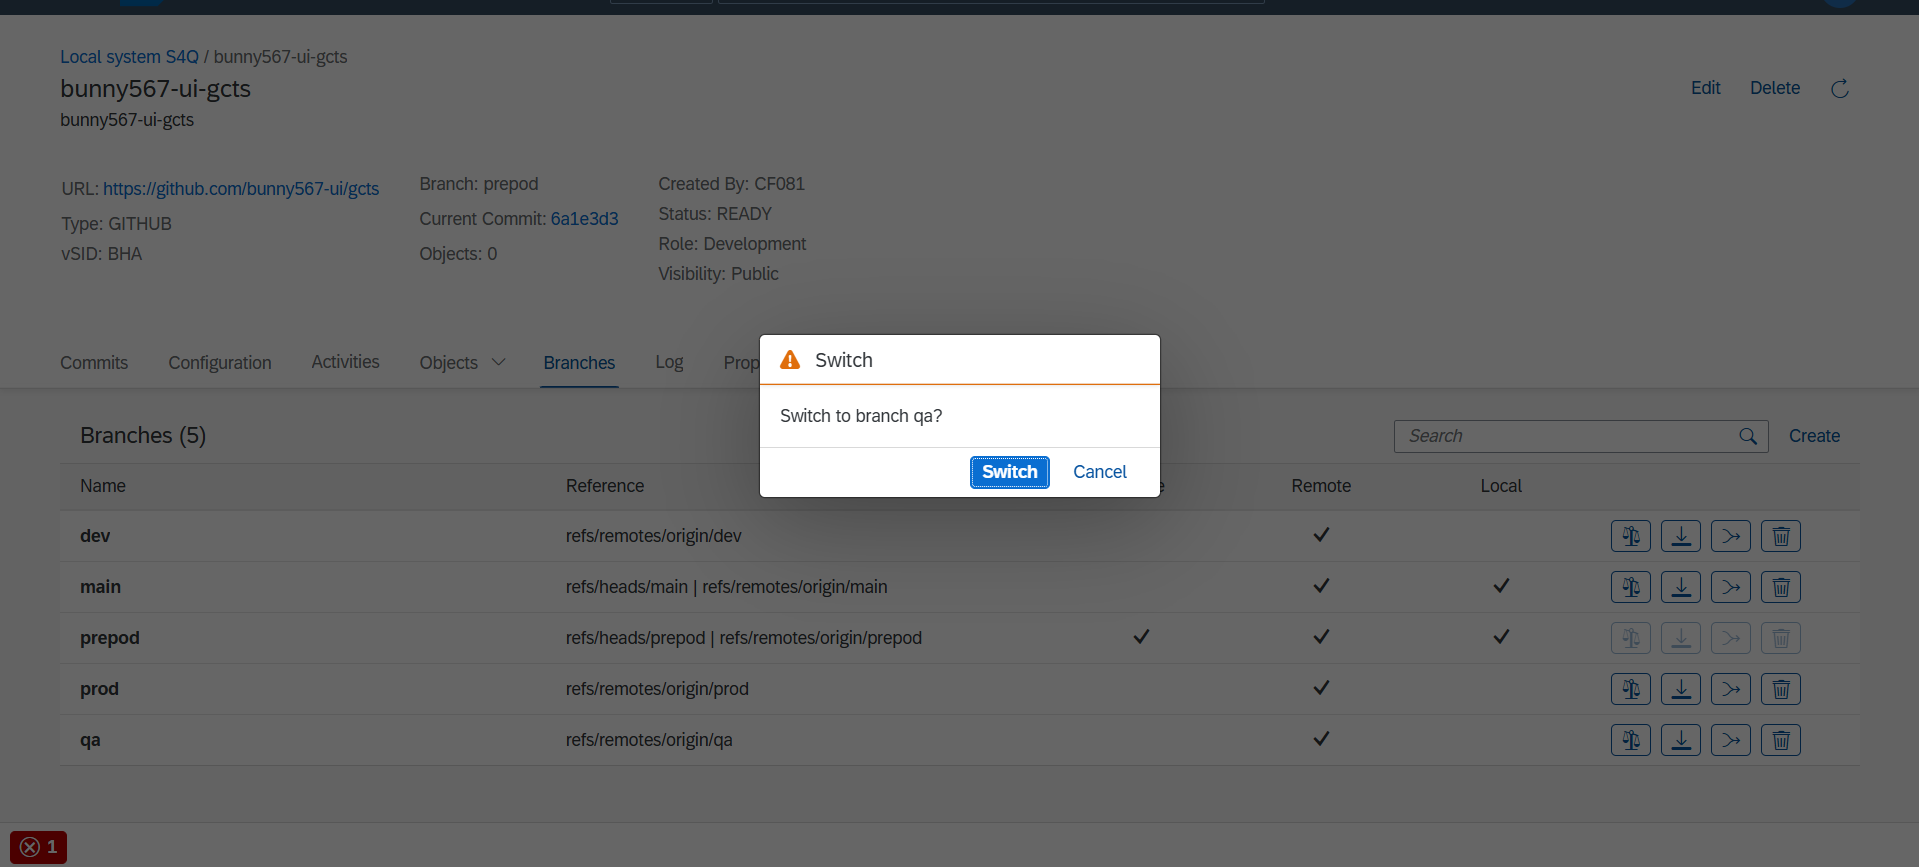 Local system S4Q / bunny567-ui-gcts
bunny567-ui-gcts
Edit Delete
bunny567-ui-gcts
URL: https://github.com/bunny567-ui/gcts
Type: GITHUB
vSID: BHA
Branch: prepod
Current Commit: 6a1e3d3
Objects: 0
Created By: CF081
Status: READY
Role: Development
Visibility: Public
Commits Configuration Activities Objects Branches Log Prop
Switch
Switch to branch qa?
Switch Cancel
Branches (5)
Search Create
Name Reference Remote Local
dev refs/remotes/origin/dev
main refs/heads/main | refs/remotes/origin/main
prepod refs/heads/prepod | refs/remotes/origin/prepod
prod refs/remotes/origin/prod
qa refs/remotes/origin/qa
1